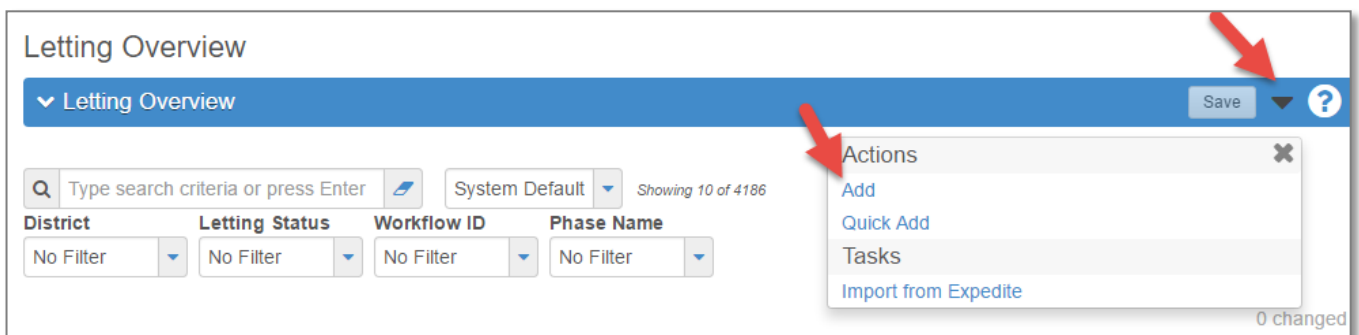 Letting Overview
Letting Overview
Save
?
Actions
Type search criteria or press Enter
System Default
Showing 10 of 4186
Add
District
Letting Status
Workflow ID
Phase Name
Quick Add
No Filter
No Filter
No Filter
No Filter
Tasks
Import from Expedite
0 changed